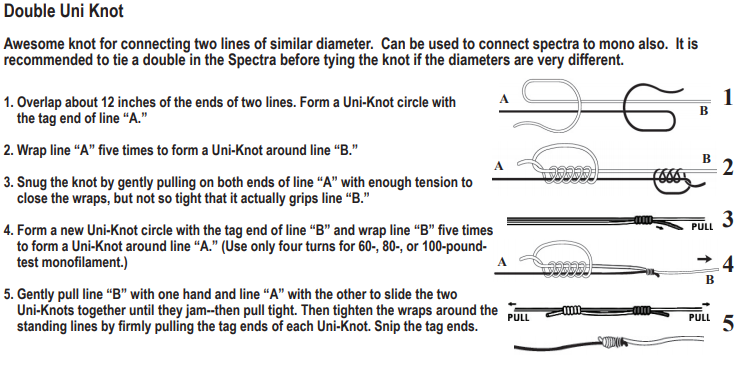 Double Uni Knot
Awesome knot for connecting two lines of similar diameter. Can be used to connect spectra to mono also. It is
recommended to tie a double in the Spectra before tying the knot if the diameters are very different.
1. Overlap about 12 inches of the ends of two lines. Form a Uni-Knot circle with
the tag end of line “A.”
2. Wrap line “A” five times to form a Uni-Knot around line “B.”
3. Snug the knot by gently pulling on both ends of line “A” with enough tension to
close the wraps, but not so tight that it actually grips line “B.”
4. Form a new Uni-Knot circle with the tag end of line “B” and wrap line “B” five times
to form a Uni-Knot around line “A.” (Use only four turns for 60-, 80-, or 100-pound-
test monofilament.)
5. Gently pull line “B” with one hand and line “A” with the other to slide the two
Uni-Knots together until they jam--then pull tight. Then tighten the wraps around the
standing lines by firmly pulling the tag ends of each Uni-Knot. Snip the tag ends.
A
B
1
A
B
2
PULL
3
A
B
4
PULL
PULL
5